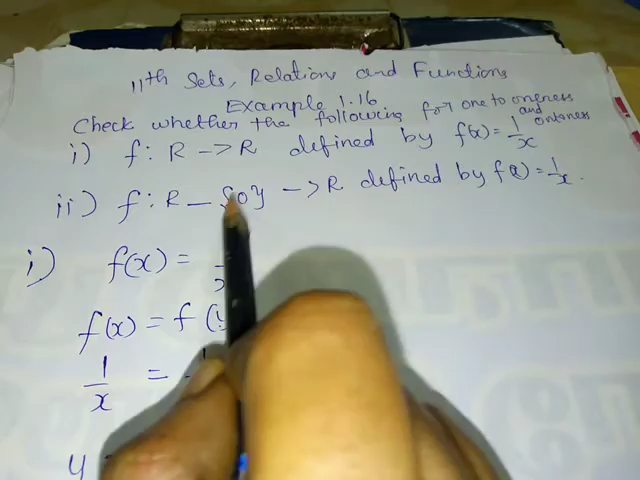 11th Sets, Relations and Functions
Example 1.16
Check whether the following for one to oneness and ontoness
i) f : R -> R defined by f(x) = 1/x
ii) f : R - {0} -> R defined by f(x) = 1/x.
i) f(x) =
f(x) = f(
1/x =
y